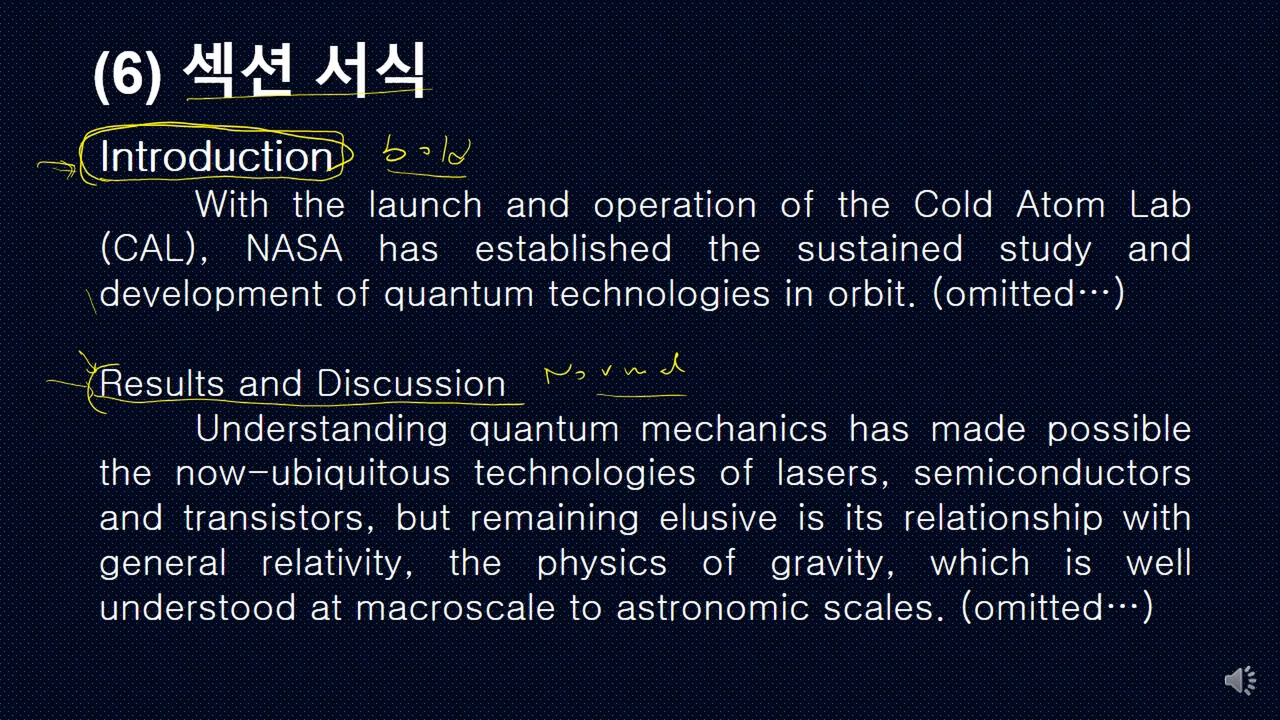 (6) 섹션 서식
Introduction bold
With the launch and operation of the Cold Atom Lab
(CAL), NASA has established the sustained study and
development of quantum technologies in orbit. (omitted…)
Results and Discussion Normal
Understanding quantum mechanics has made possible
the now-ubiquitous technologies of lasers, semiconductors
and transistors, but remaining elusive is its relationship with
general relativity, the physics of gravity, which is well
understood at macroscale to astronomic scales. (omitted…)